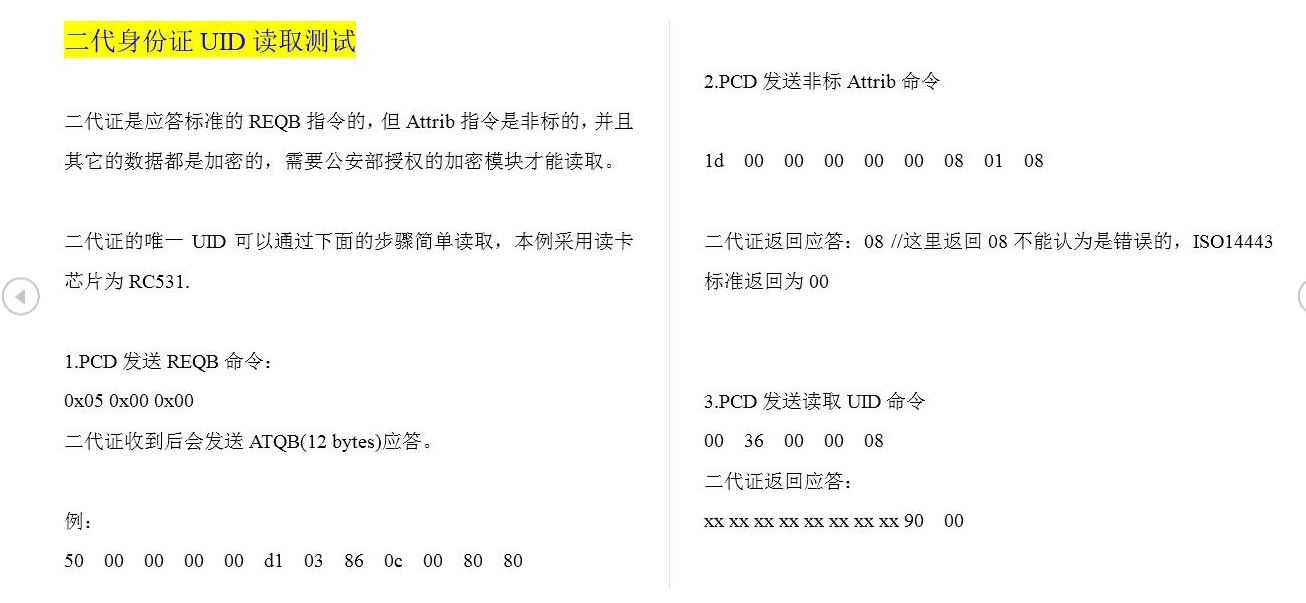 二代身份证 UID 读取测试
二代证是应答标准的 REQB 指令的，但 Attrib 指令是非标的，并且
其它的数据都是加密的，需要公安部授权的加密模块才能读取。
二代证的唯一 UID 可以通过下面的步骤简单读取，本例采用读卡
芯片为 RC531.
1.PCD 发送 REQB 命令：
0x05 0x00 0x00
二代证收到后会发送 ATQB(12 bytes)应答。
例：
50 00 00 00 00 d1 03 86 0c 00 80 80
2.PCD 发送非标 Attrib 命令
1d 00 00 00 00 00 08 01 08
二代证返回应答：08 //这里返回 08 不能认为是错误的，ISO14443
标准返回为 00
3.PCD 发送读取 UID 命令
00 36 00 00 08
二代证返回应答：
xx xx xx xx xx xx xx xx 90 00